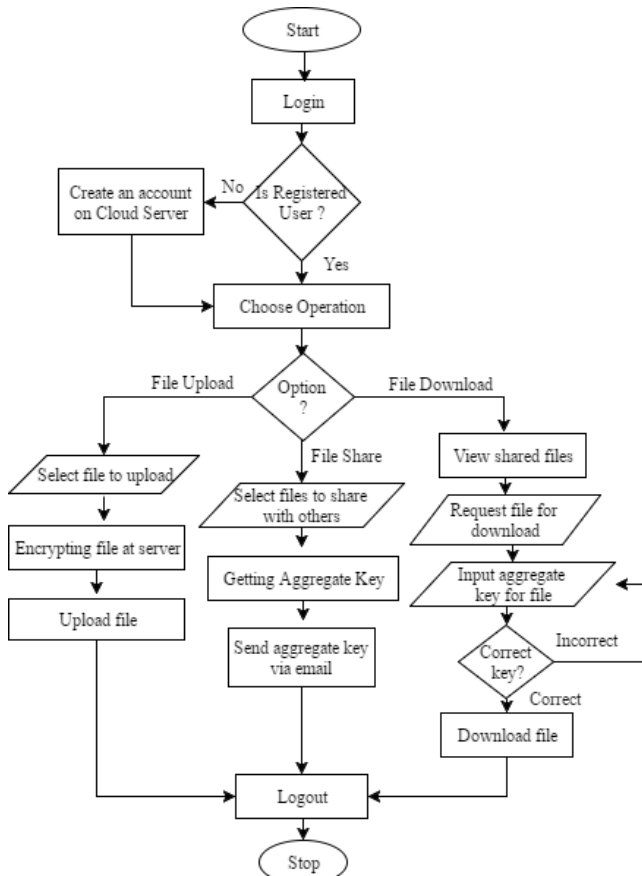 Start
Login
Is Registered
User ?
No
Create an account
on Cloud Server
Yes
Choose Operation
Option
?
File Upload
File Download
File Share
Select file to upload
Encrypting file at server
Upload file
Select files to share
with others
Getting Aggregate Key
Send aggregate key
via email
View shared files
Request file for
download
Input aggregate
key for file
Correct
key?
Incorrect
Correct
Download file
Logout
Stop